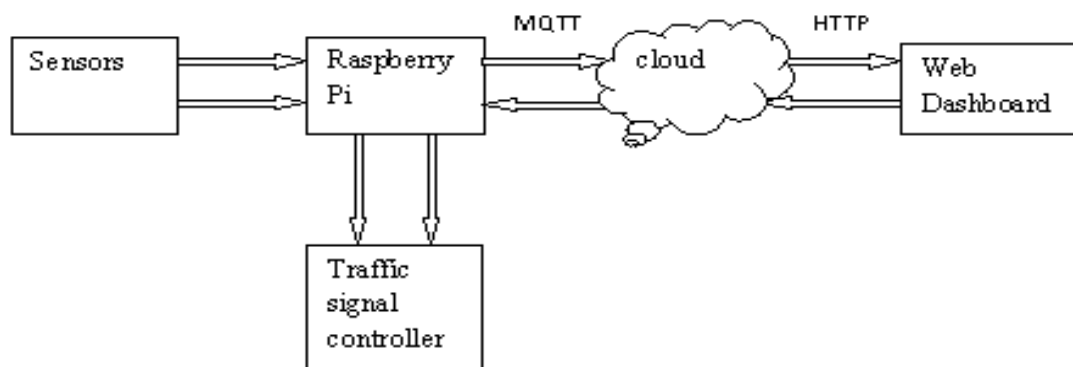 MQTT
HTTP
Sensors
Raspberry
Pi
cloud
Web
Dashboard
Traffic
signal
controller